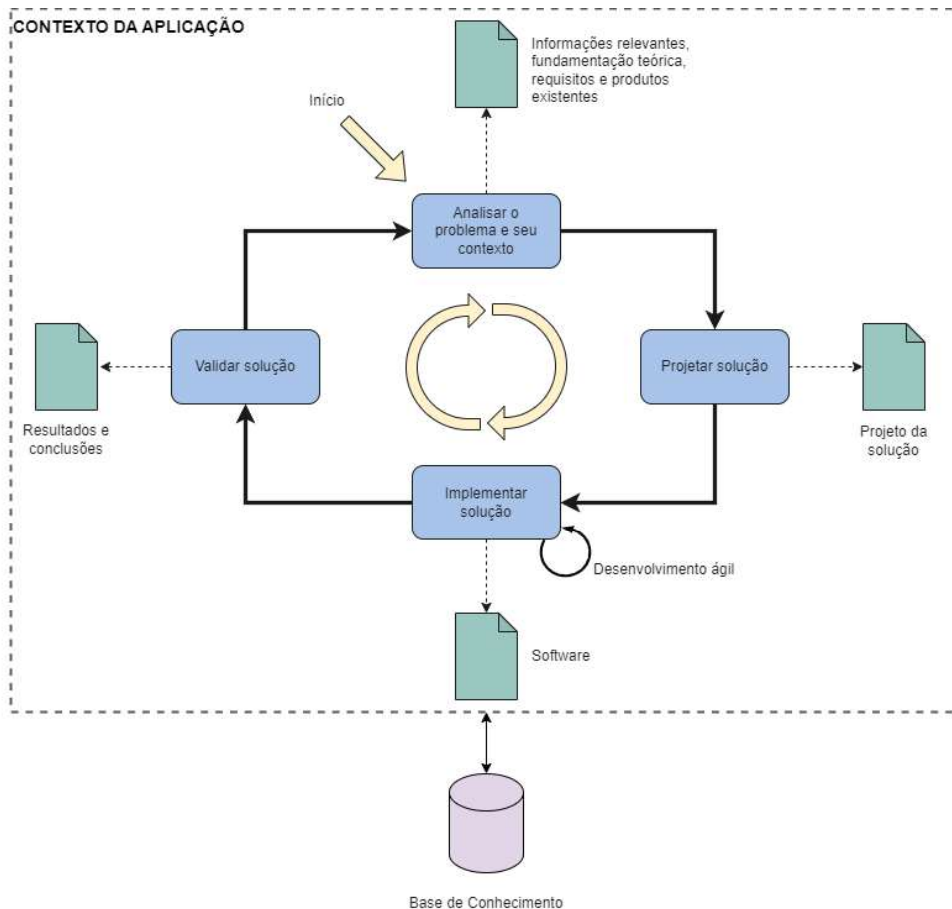 CONTEXTO DA APLICAÇÃO
Informações relevantes,
fundamentação teórica,
requisitos e produtos
existentes
Início
Analisar o
problema e seu
contexto
Validar solução
Projetar solução
Resultados e
conclusões
Projeto da
solução
Implementar
solução
Desenvolvimento ágil
Software
Base de Conhecimento